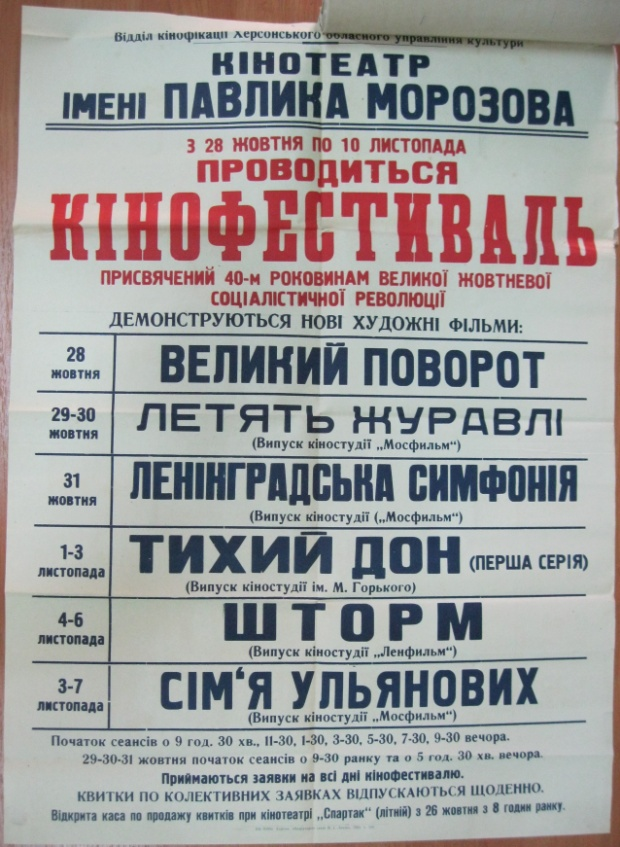 Відділ кінофікації Херсонського обласного управління культури
КІНОТЕАТР
ІМЕНІ ПАВЛИКА МОРОЗОВА
З 28 ЖОВТНЯ ПО 10 ЛИСТОПАДА
ПРОВОДИТЬСЯ
КІНОФЕСТИВАЛЬ
ПРИСВЯЧЕНИЙ 40-м РОКОВИНАМ ВЕЛИКОЇ ЖОВТНЕВОЇ
СОЦІАЛІСТИЧНОЇ РЕВОЛЮЦІЇ
ДЕМОНСТРУЮТЬСЯ НОВІ ХУДОЖНІ ФІЛЬМИ:
28
ЖОВТНЯ
ВЕЛИКИЙ ПОВОРОТ
29-30
ЖОВТНЯ
ЛЕТЯТЬ ЖУРАВЛІ
(Випуск кіностудії „Мосфильм“)
31
ЖОВТНЯ
ЛЕНІНГРАДСЬКА СИМФОНІЯ
(Випуск кіностудії („Мосфильм“)
1-3
ЛИСТОПАДА
ТИХИЙ ДОН (ПЕРША СЕРІЯ)
(Випуск кіностудії ім. М. Горького)
4-6
ЛИСТОПАДА
ШТОРМ
(Випуск кіностудії „Ленфильм“)
3-7
ЛИСТОПАДА
СІМ‘Я УЛЬЯНОВИХ
(Випуск кіностудії „Мосфильм“)
Початок сеансів о 9 год. 30 хв., 11-30, 1-30, 3-30, 5-30, 7-30, 9-30 вечора.
29-30-31 жовтня початок сеансів о 9-30 ранку та о 5 год. 30 хв. вечора.
Приймаються заявки на всі дні кінофестивалю.
КВИТКИ ПО КОЛЕКТИВНИХ ЗАЯВКАХ ВІДПУСКАЮТЬСЯ ЩОДЕННО.
Відкрита каса по продажу квитків при кінотеатрі „Спартак“ (літній) з 26 жовтня з 8 годин ранку.